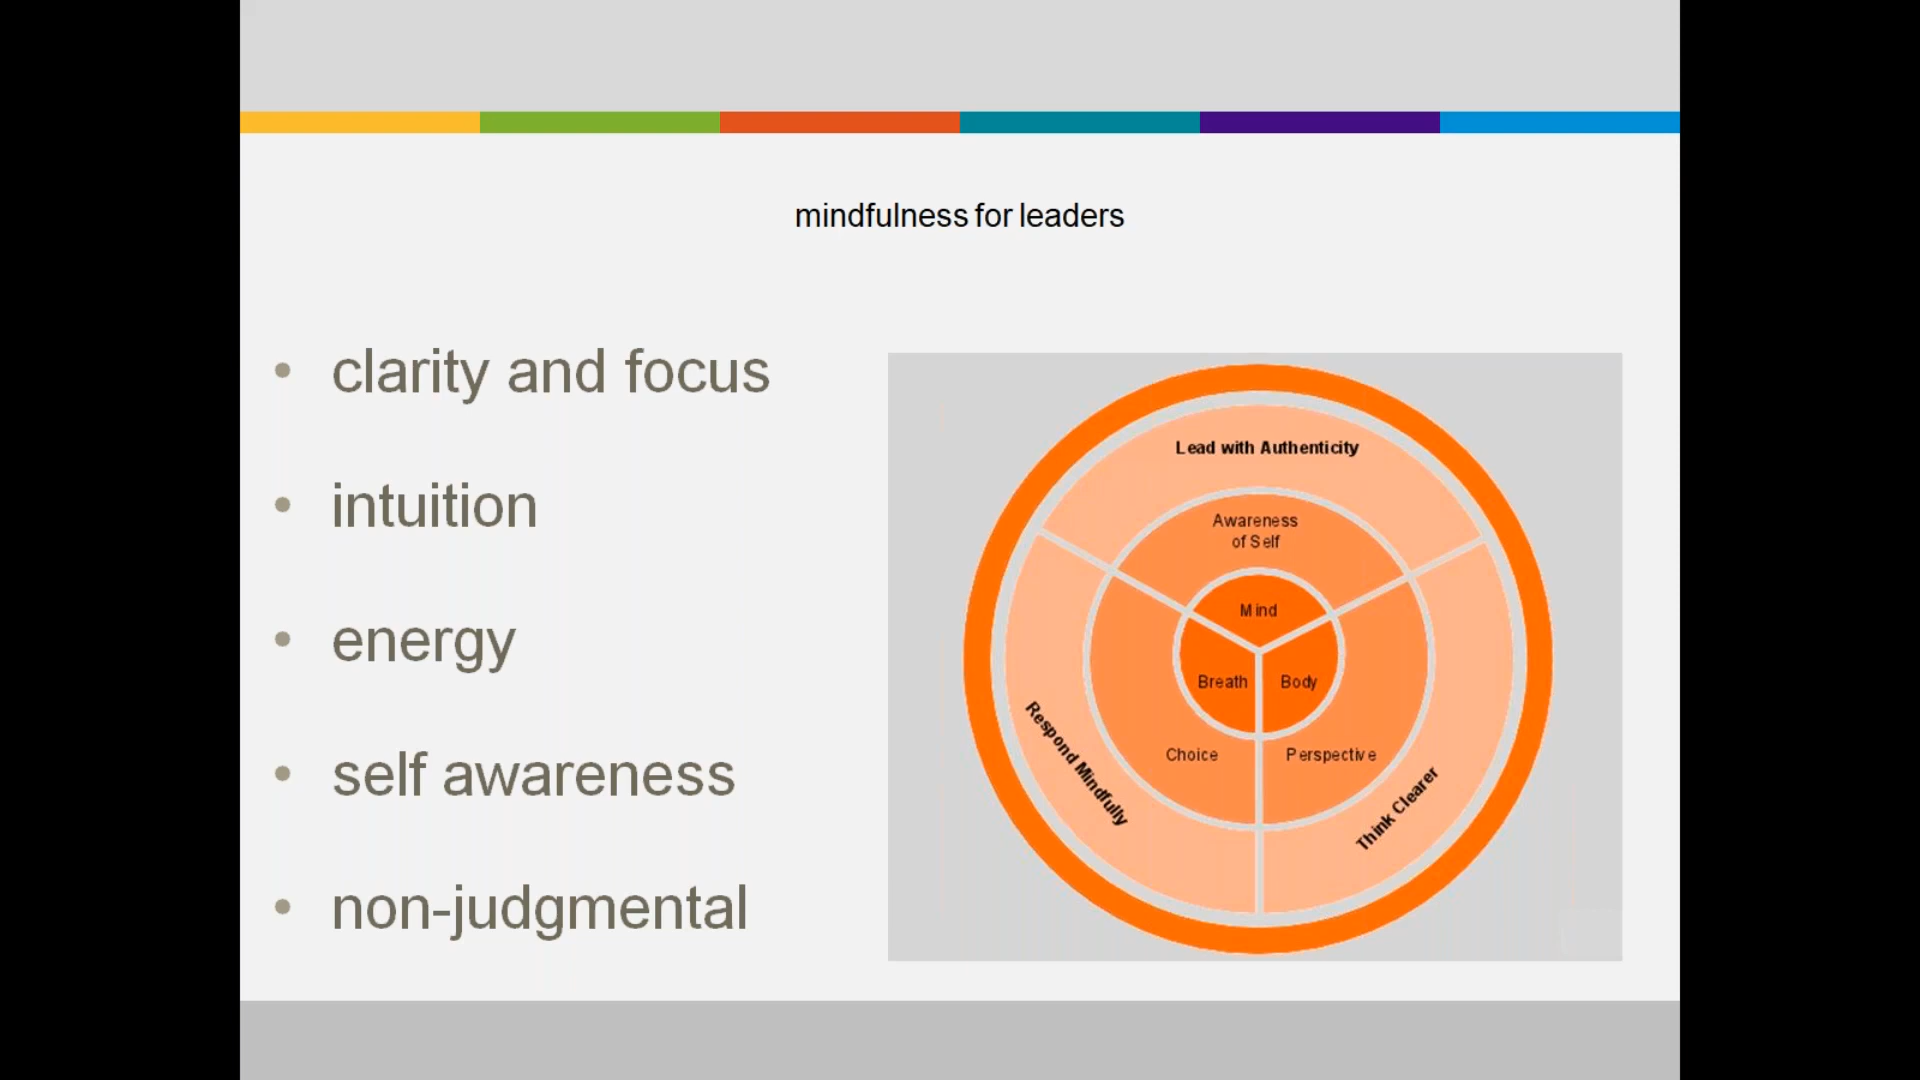 mindfulness for leaders
• clarity and focus
• intuition
• energy
• self awareness
• non-judgmental
Lead with Authenticity
Awareness
of Self
Mind
Breath
Body
Choice
Perspective
Respond Mindfully
Think Clearer